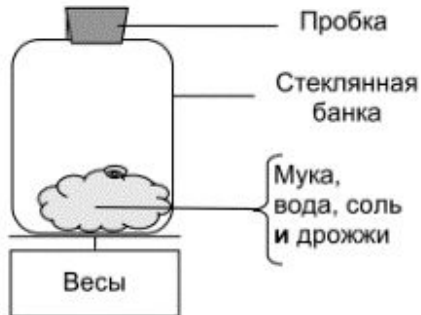 Пробка
Стеклянная
банка
Мука,
вода, соль
и дрожжи
Весы